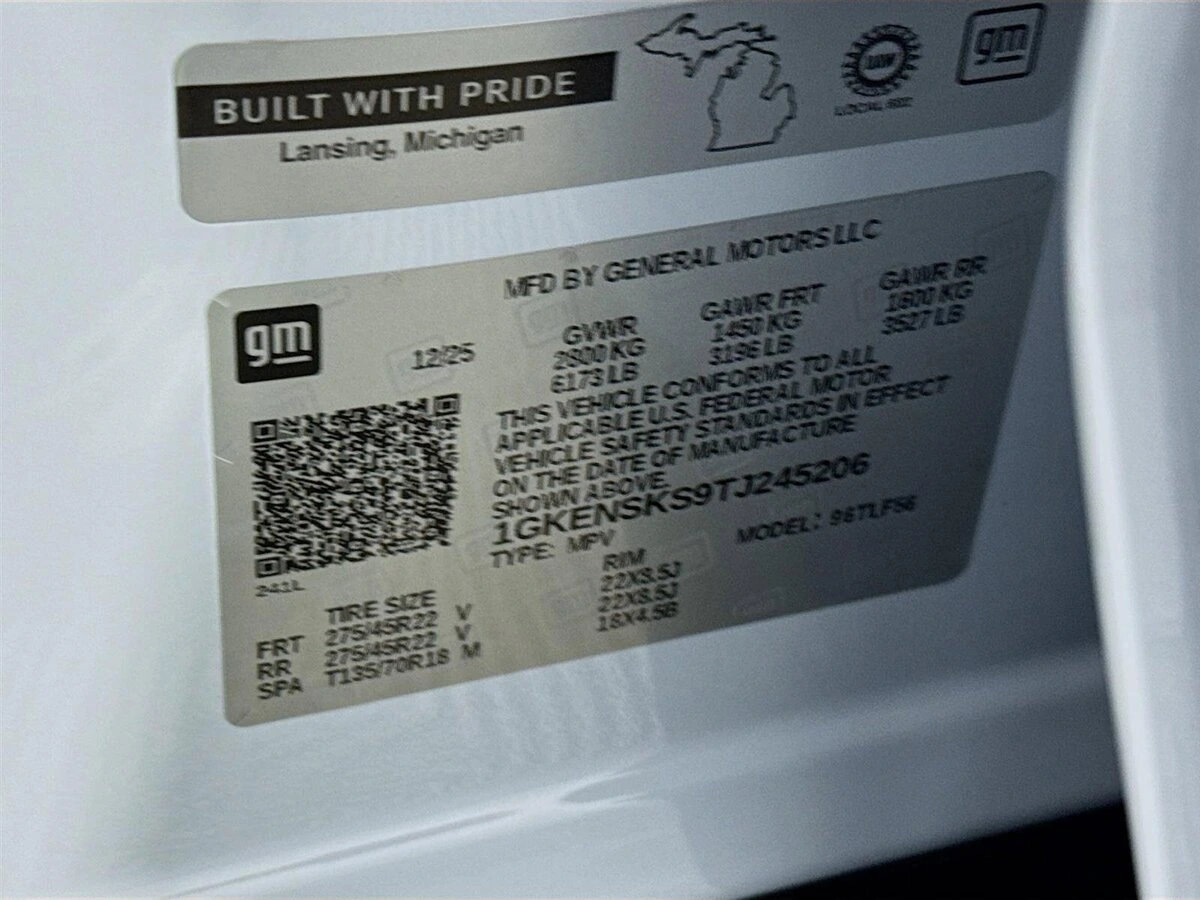 BUILT WITH PRIDE
Lansing, Michigan
UAW
LOCAL 602
gm
MFD BY GENERAL MOTORS LLC
gm
12/25
GVWR
2800 KG
6173 LB
GAWR FRT
1450 KG
3196 LB
GAWR RR
1600 KG
3527 LB
THIS VEHICLE CONFORMS TO ALL
APPLICABLE U.S. FEDERAL MOTOR
VEHICLE SAFETY STANDARDS IN EFFECT
ON THE DATE OF MANUFACTURE
SHOWN ABOVE.
1GKENSKS9TJ245206
TYPE: MPV
MODEL:
241L
TIRE SIZE
RIM
FRT 275/45R22 V 22X8.5J
RR 275/45R22 V 22X8.5J
SPA T135/70R18 M 18X4.5B